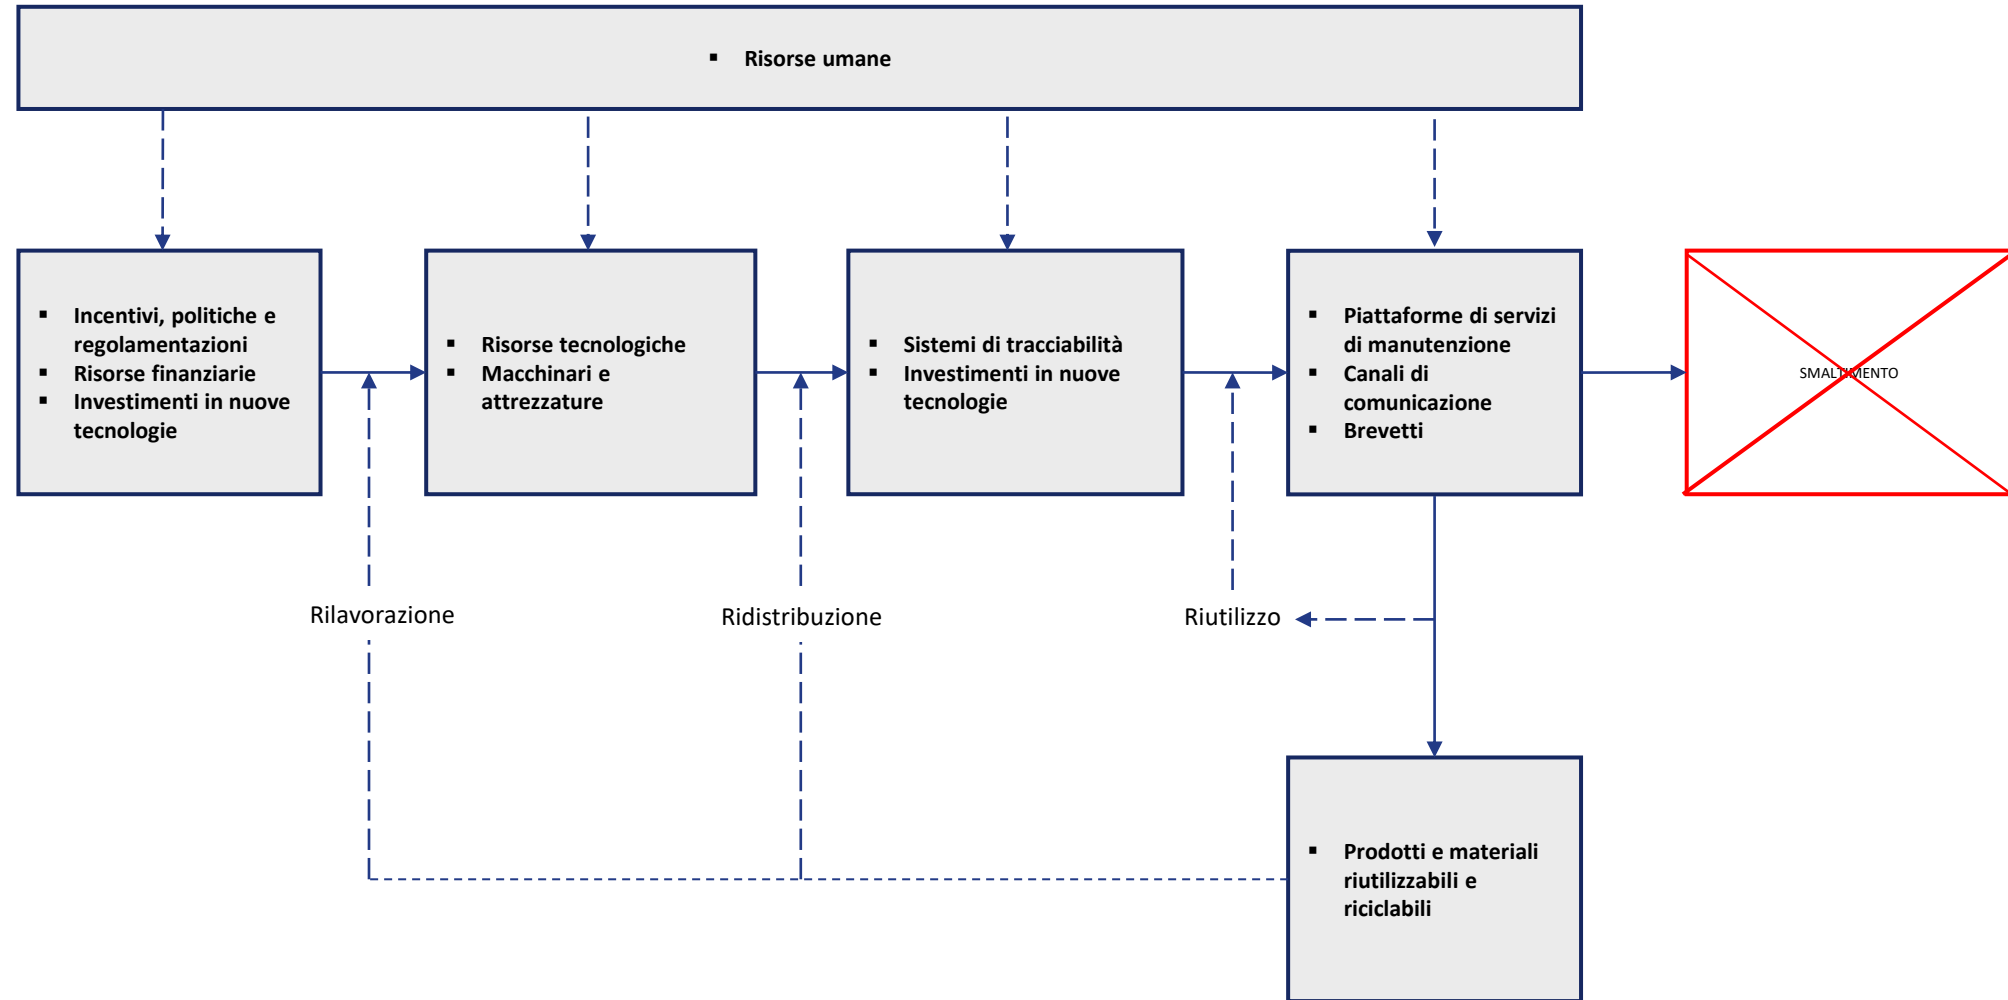 ▪ Risorse umane
▪ Incentivi, politiche e
regolamentazioni
▪ Risorse finanziarie
▪ Investimenti in nuove
tecnologie
▪ Risorse tecnologiche
▪ Macchinari e
attrezzature
▪ Sistemi di tracciabilità
▪ Investimenti in nuove
tecnologie
▪ Piattaforme di servizi
di manutenzione
▪ Canali di
comunicazione
▪ Brevetti
SMALTIMENTO
Rilavorazione
Ridistribuzione
Riutilizzo
▪ Prodotti e materiali
riutilizzabili e
riciclabili